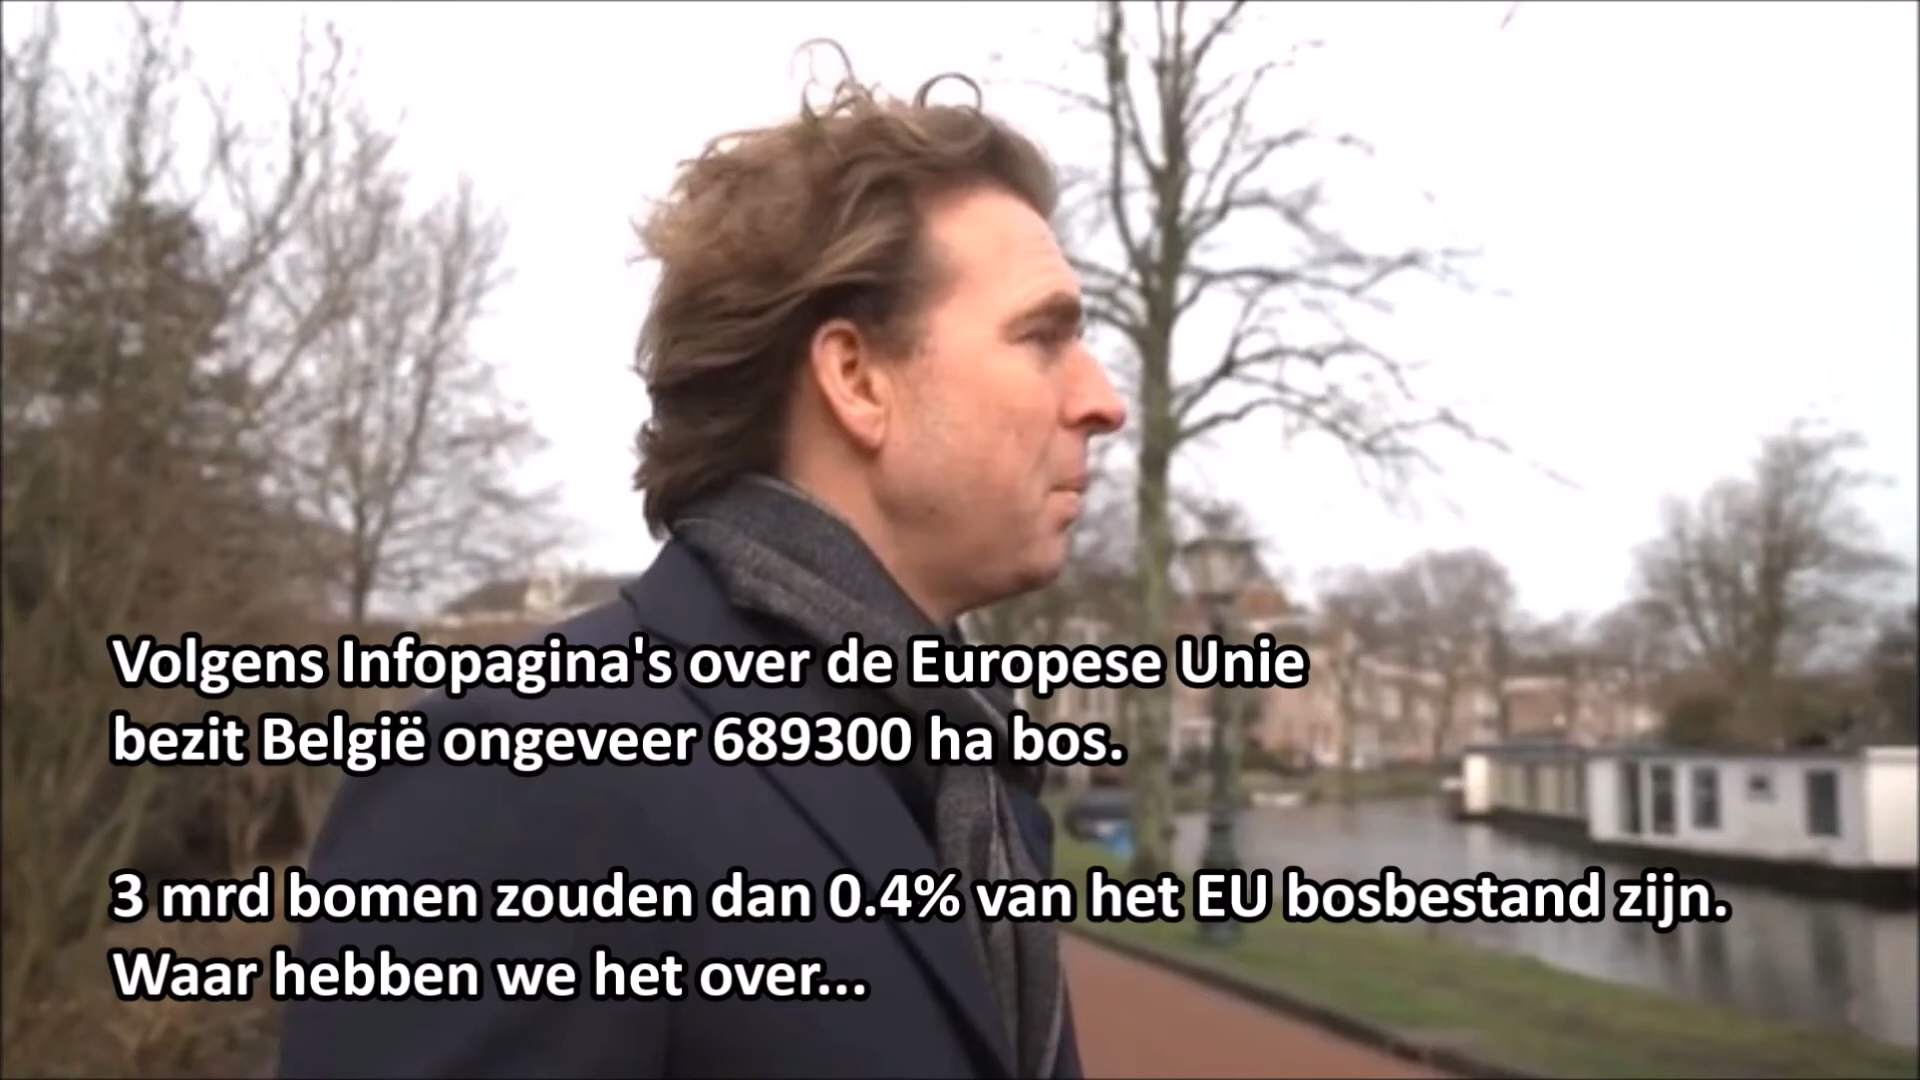 Volgens Infopagina's over de Europese Unie
bezit België ongeveer 689300 ha bos.
3 mrd bomen zouden dan 0.4% van het EU bosbestand zijn.
Waar hebben we het over...